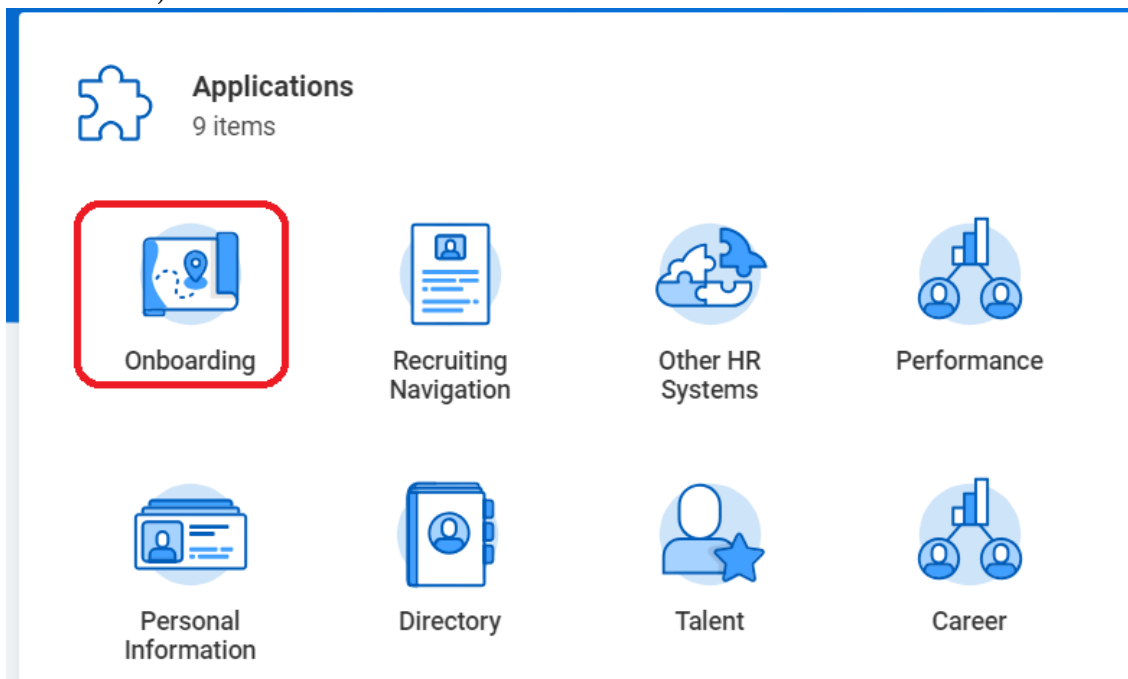 Applications
9 items
Onboarding
Recruiting
Navigation
Other HR
Systems
Performance
Personal
Information
Directory
Talent
Career